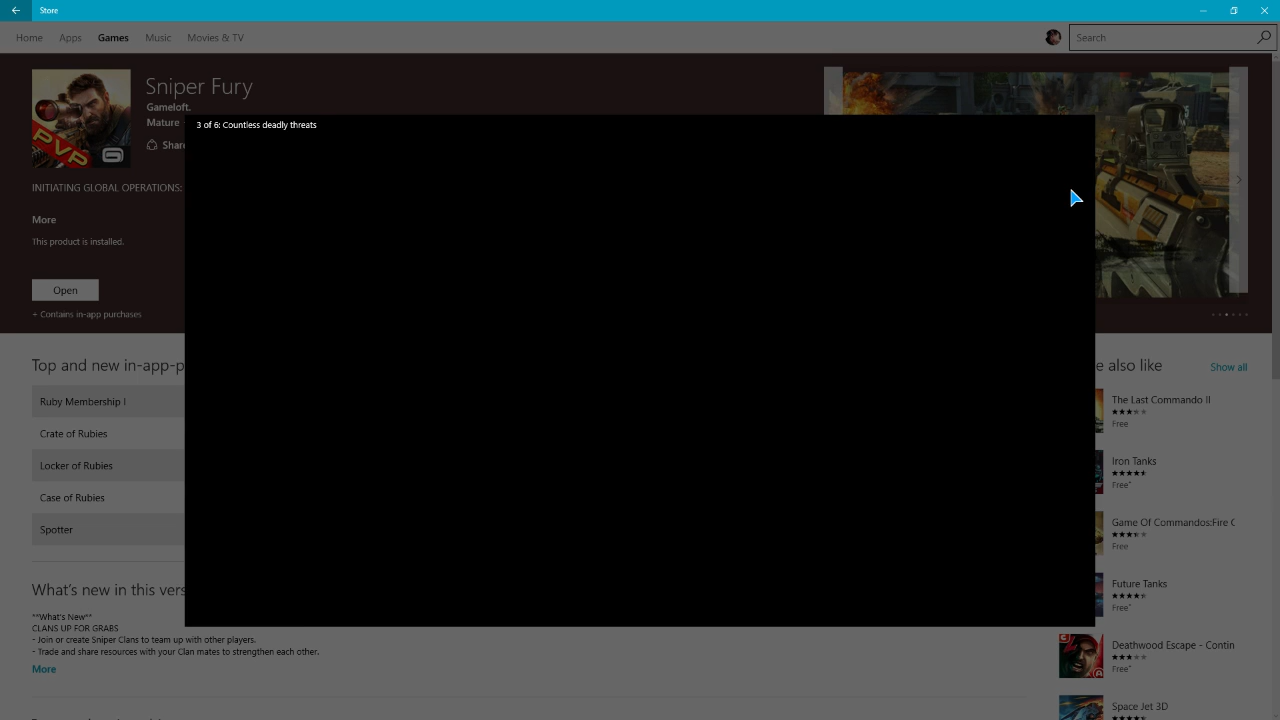 Store
Home Apps Games Music Movies & TV
Search
Sniper Fury
Gameloft.
Mature
Share
PVP
INITIATING GLOBAL OPERATIONS:
More
This product is installed.
Open
+ Contains in-app purchases
3 of 6: Countless deadly threats
Top and new in-app-p
Ruby Membership I
Crate of Rubies
Locker of Rubies
Case of Rubies
Spotter
What's new in this vers
**What's New**
CLANS UP FOR GRABS
- Join or create Sniper Clans to team up with other players.
- Trade and share resources with your Clan mates to strengthen each other.
More
e also like
Show all
The Last Commando II
Free
Iron Tanks
Free*
Game Of Commandos:Fire
Free
Future Tanks
Free*
Deathwood Escape - Contin
Free*
Space Jet 3D